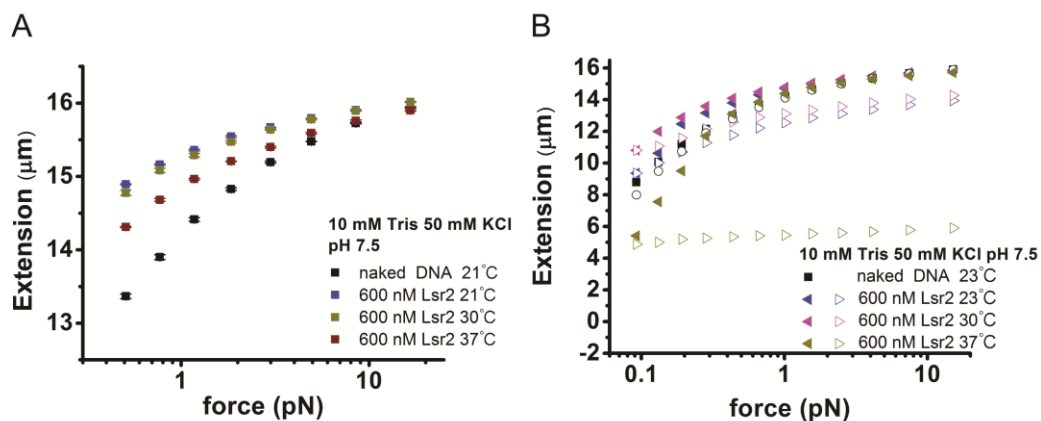 A
Extension (μm)
16
15
14
13
10 mM Tris 50 mM KCl
pH 7.5
naked DNA 21°C
600 nM Lsr2 21°C
600 nM Lsr2 30°C
600 nM Lsr2 37°C
1
10
force (pN)
B
Extension (μm)
16
14
12
10
8
6
4
2
0
-2
10 mM Tris 50 mM KCl pH 7.5
naked DNA 23°C
600 nM Lsr2 23°C
600 nM Lsr2 30°C
600 nM Lsr2 37°C
0.1
1
10
force (pN)